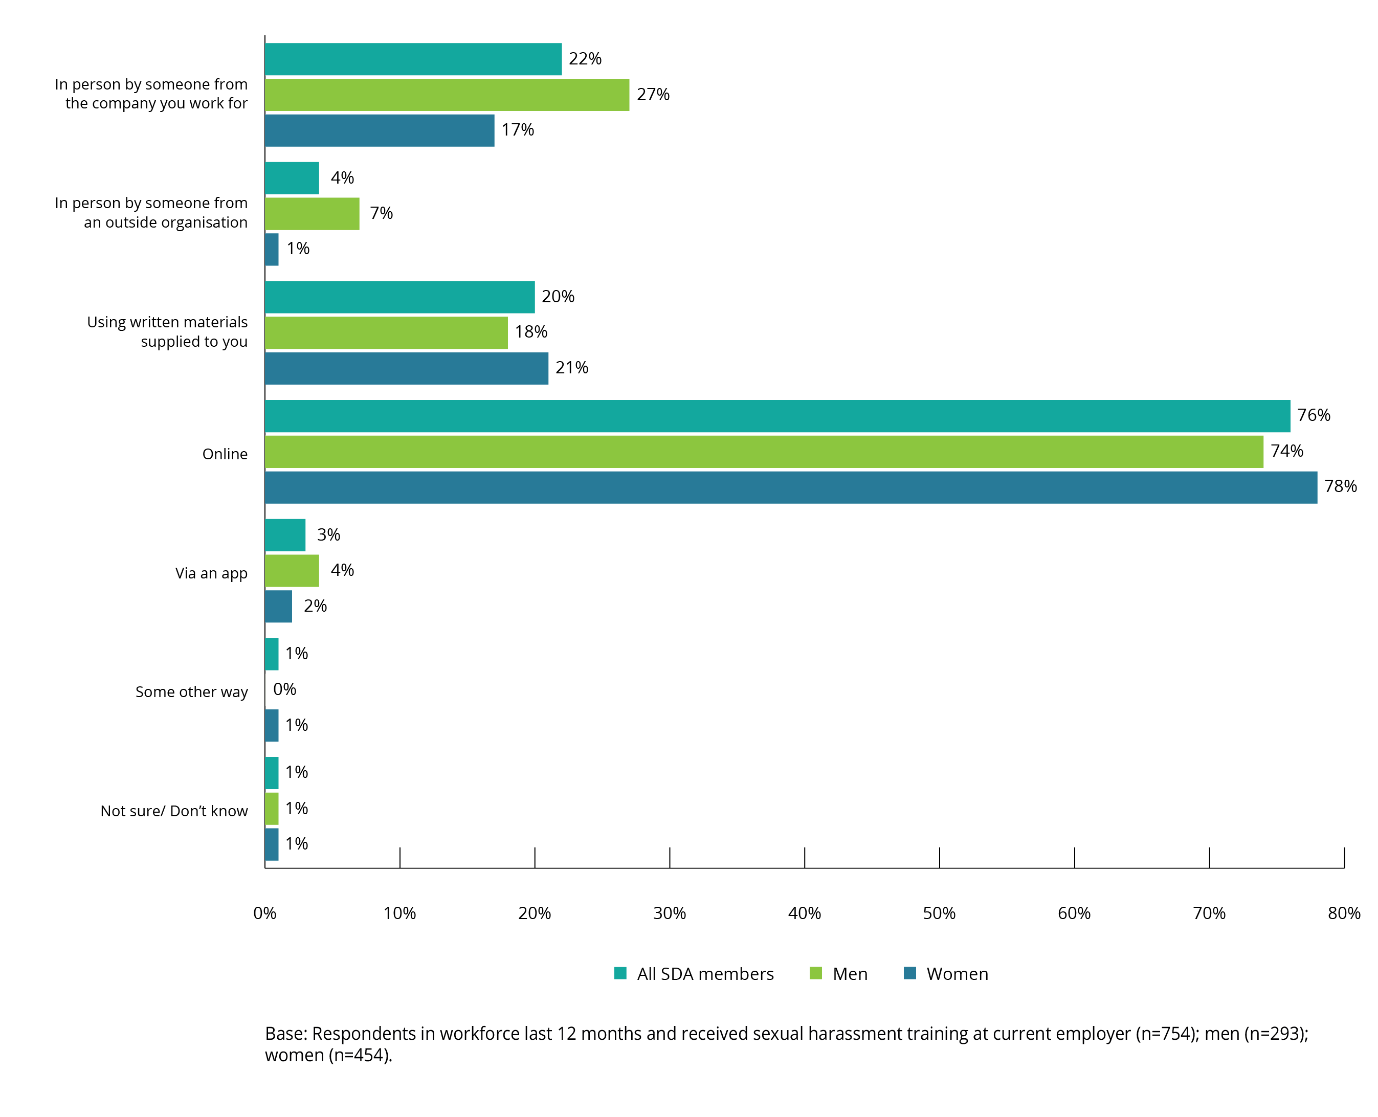 22%
In person by someone from
the company you work for
27%
17%
4%
In person by someone from
an outside organisation
7%
1%
20%
Using written materials
supplied to you
18%
21%
76%
Online
74%
78%
3%
Via an app
4%
2%
1%
Some other way
0%
1%
1%
Not sure/ Don’t know
1%
1%
0% 10% 20% 30% 40% 50% 60% 70% 80%
All SDA members Men Women
Base: Respondents in workforce last 12 months and received sexual harassment training at current employer (n=754); men (n=293);
women (n=454).